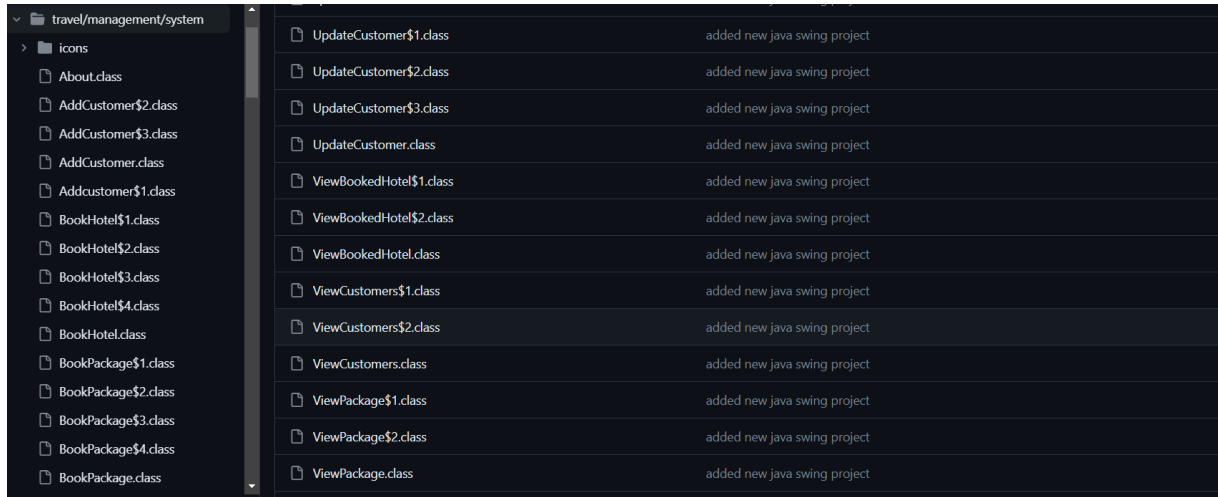 travel/management/system
icons
About.class
AddCustomer$2.class
AddCustomer$3.class
AddCustomer.class
Addcustomer$1.class
BookHotel$1.class
BookHotel$2.class
BookHotel$3.class
BookHotel$4.class
BookHotel.class
BookPackage$1.class
BookPackage$2.class
BookPackage$3.class
BookPackage$4.class
BookPackage.class
UpdateCustomer$1.class added new java swing project
UpdateCustomer$2.class added new java swing project
UpdateCustomer$3.class added new java swing project
UpdateCustomer.class added new java swing project
ViewBookedHotel$1.class added new java swing project
ViewBookedHotel$2.class added new java swing project
ViewBookedHotel.class added new java swing project
ViewCustomers$1.class added new java swing project
ViewCustomers$2.class added new java swing project
ViewCustomers.class added new java swing project
ViewPackage$1.class added new java swing project
ViewPackage$2.class added new java swing project
ViewPackage.class added new java swing project